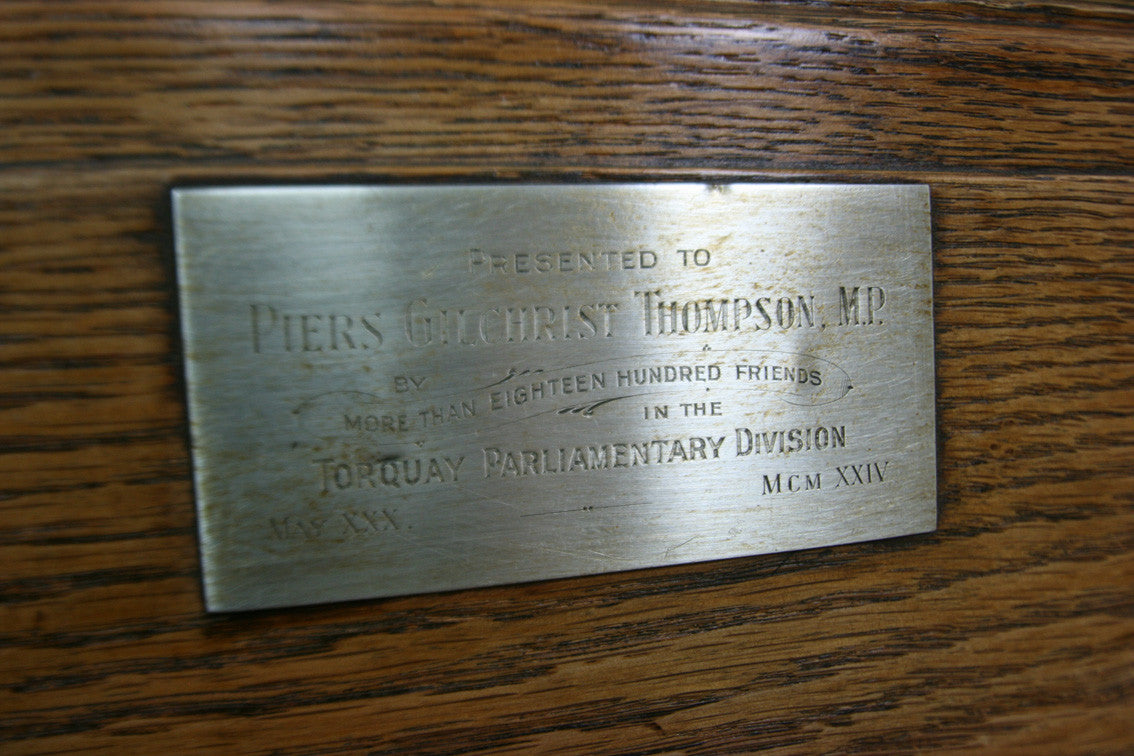 PRESENTED TO
PIERS GILCHRIST THOMPSON, M.P.
BY
MORE THAN EIGHTEEN HUNDRED FRIENDS
IN THE
TORQUAY PARLIAMENTARY DIVISION
MAY XXX. MCM XXIV